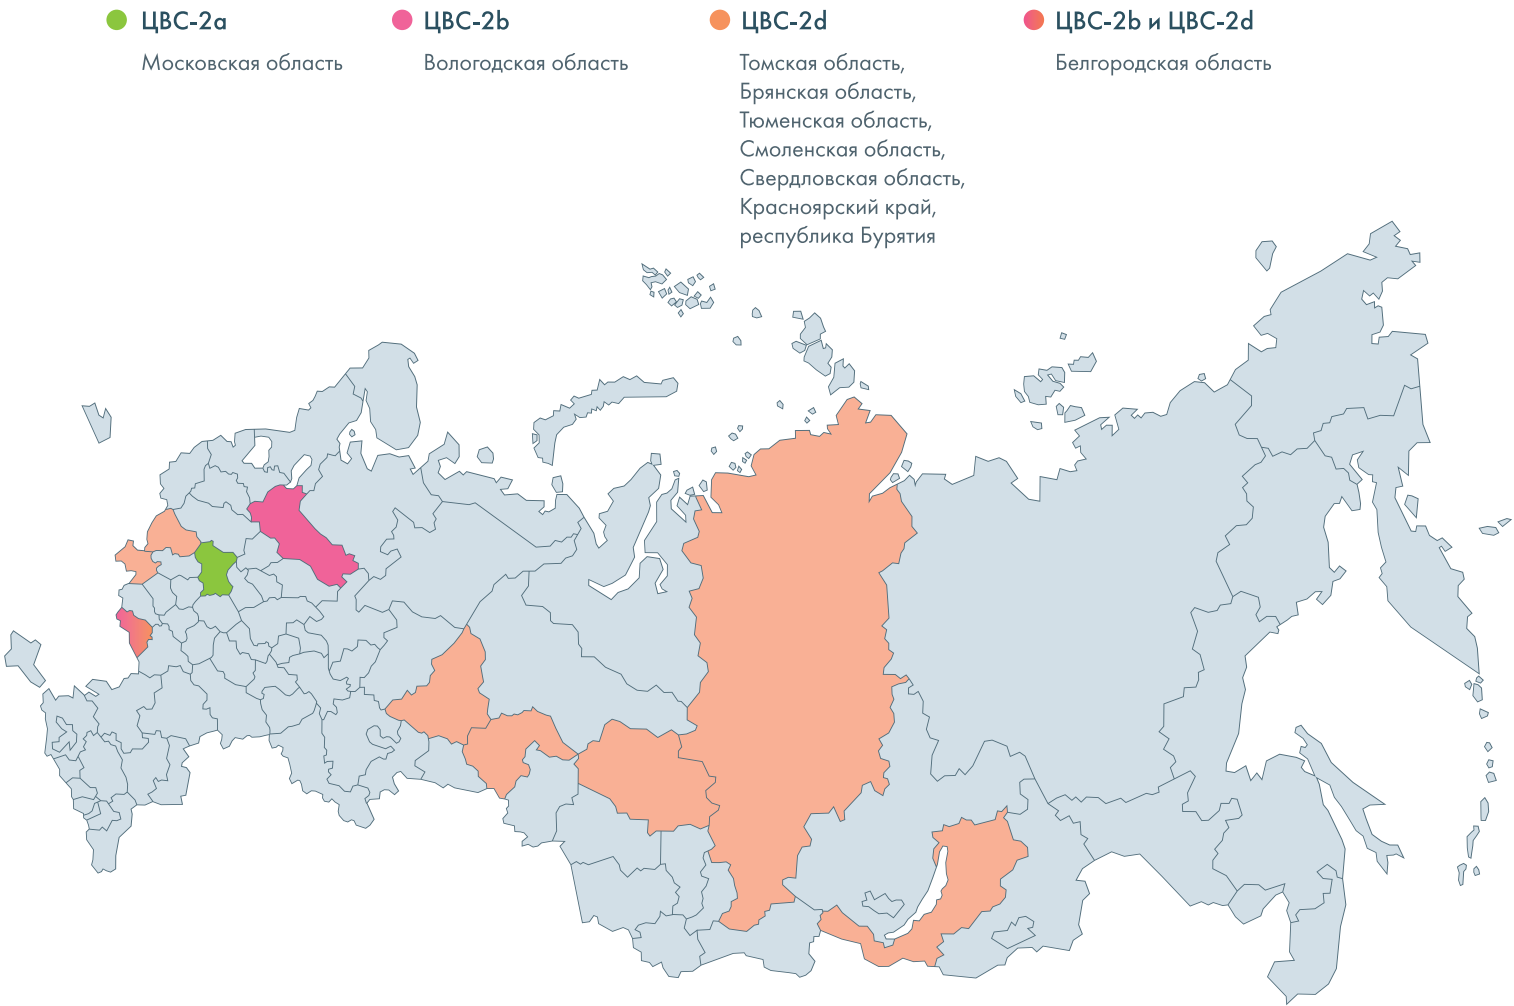 ЦВС-2a
Московская область
ЦВС-2b
Вологодская область
ЦВС-2d
Томская область,
Брянская область,
Тюменская область,
Смоленская область,
Свердловская область,
Красноярский край,
республика Бурятия
ЦВС-2b и ЦВС-2d
Белгородская область